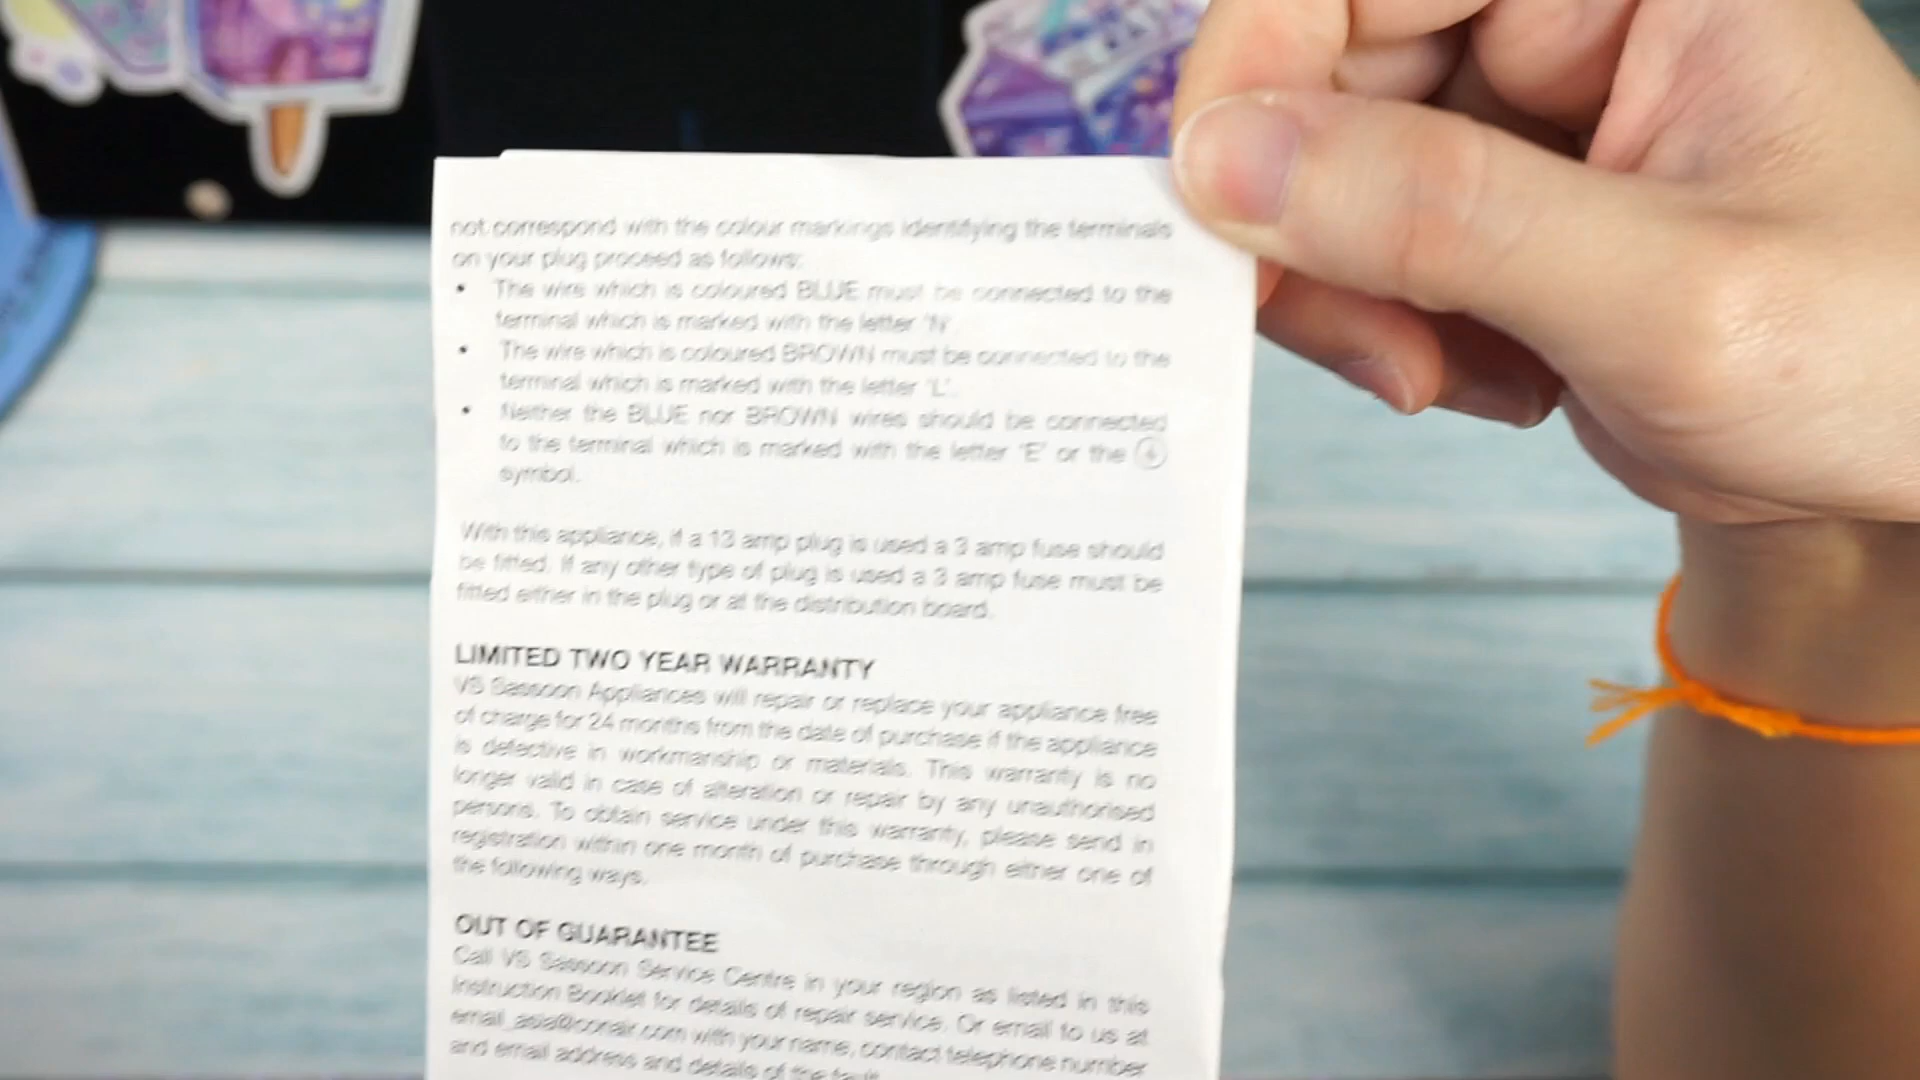 not correspond with the colour markings identifying the terminals
on your plug proceed as follows:
• The wire which is coloured BLUE must be connected to the
terminal which is marked with the letter 'N'.
• The wire which is coloured BROWN must be connected to the
terminal which is marked with the letter 'L'.
• Neither the BLUE nor BROWN wires should be connected
to the terminal which is marked with the letter 'E' or the
symbol.
With this appliance, if a 13 amp plug is used a 3 amp fuse should
be fitted. If any other type of plug is used a 3 amp fuse must be
fitted either in the plug or at the distribution board.
LIMITED TWO YEAR WARRANTY
VS Sassoon Appliances will repair or replace your appliance free
of charge for 24 months from the date of purchase if the appliance
is defective in workmanship or materials. This warranty is no
longer valid in case of alteration or repair by any unauthorised
persons. To obtain service under this warranty, please send in
registration within one month of purchase through either one of
the following ways.
OUT OF GUARANTEE
Call VS Sassoon Service Centre in your region as listed in this
Instruction Booklet for details of repair service. Or email to us at
email_asia@conair.com with your name, contact telephone number
and email address and details of the fault